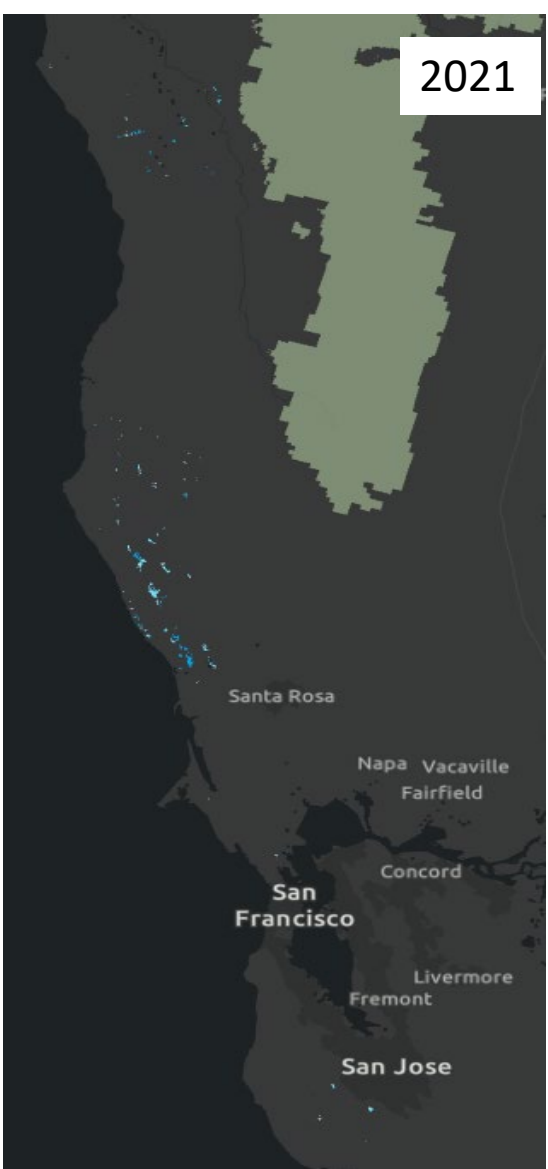 2021
Santa Rosa
Napa Vacaville
Fairfield
Concord
San
Francisco
Livermore
Fremont
San Jose